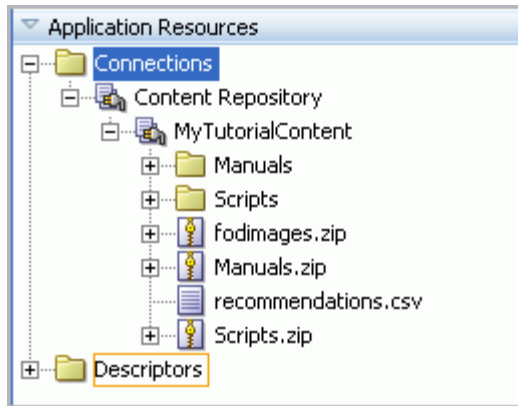 Application Resources
Connections
Content Repository
MyTutorialContent
Manuals
Scripts
fodimages.zip
Manuals.zip
recommendations.csv
Scripts.zip
Descriptors